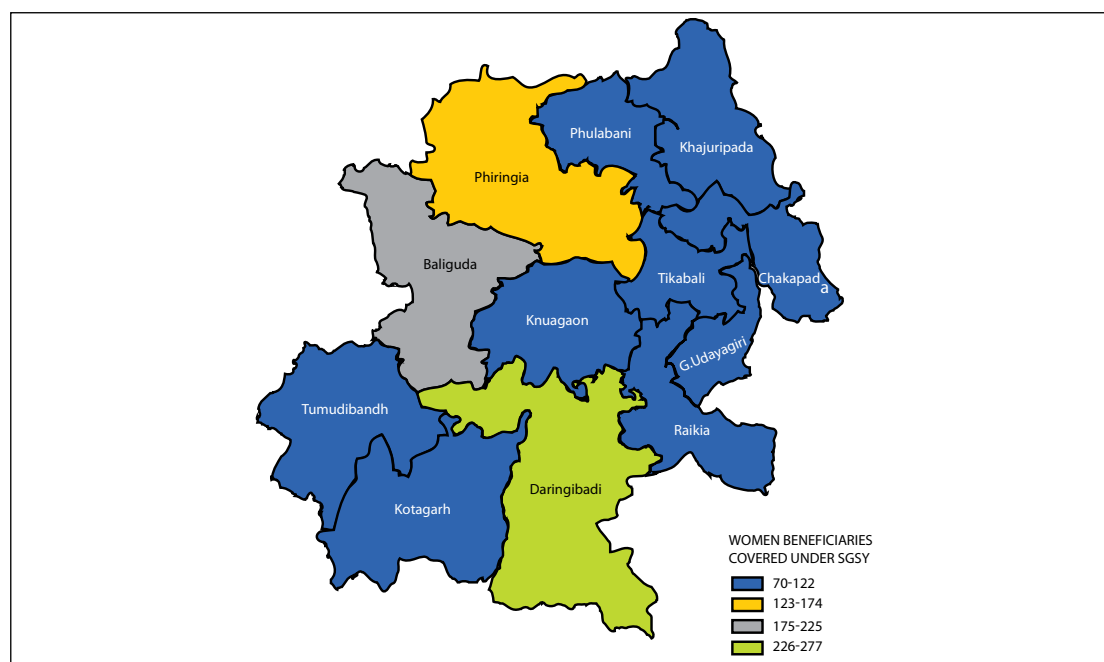 Phulabani
Khajuripada
Phiringia
Baliguda
Tikabali
Chakapad
a
Knuagaon
G.Udayagiri
Tumudibandh
Raikia
Daringibadi
Kotagarh
WOMEN BENEFICIARIES
COVERED UNDER SGSY
70-122
123-174
175-225
226-277